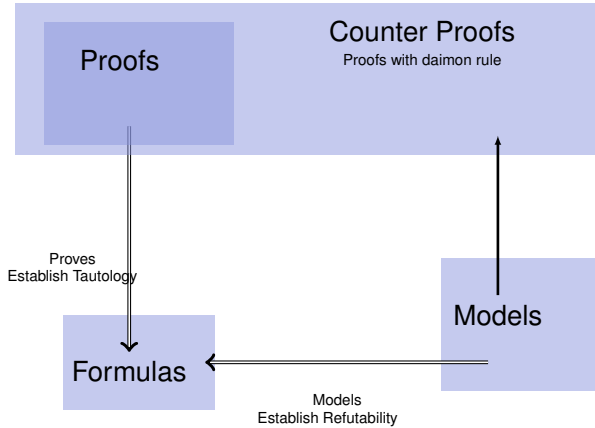 Counter Proofs
Proofs with daimon rule
Proofs
Proves
Establish Tautology
Models
Formulas
Models
Establish Refutability